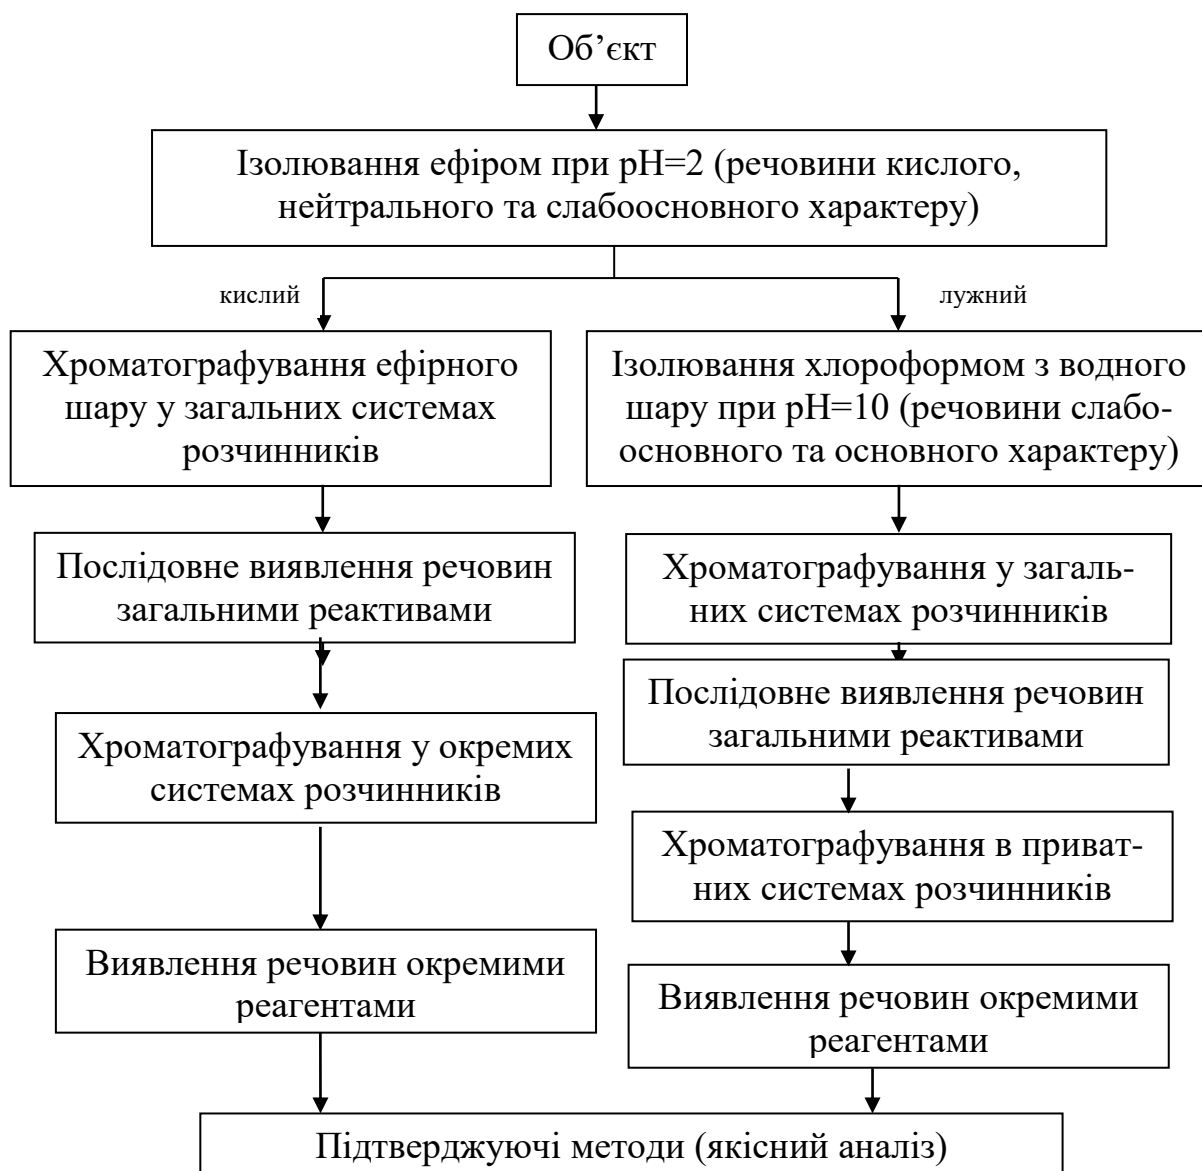 Об’єкт
Ізолювання ефіром при pH=2 (речовини кислого,
нейтрального та слабоосновного характеру)
кислий
лужний
Хроматографування ефірного
шару у загальних системах
розчинників
Ізолювання хлороформом з водного
шару при pH=10 (речовини слабо-
основного та основного характеру)
Послідовне виявлення речовин
загальними реактивами
Хроматографування у загаль-
них системах розчинників
Послідовне виявлення речовин
загальними реактивами
Хроматографування у окремих
системах розчинників
Хроматографування в приват-
них системах розчинників
Виявлення речовин окремими
реагентами
Виявлення речовин окремими
реагентами
Підтверджуючі методи (якісний аналіз)